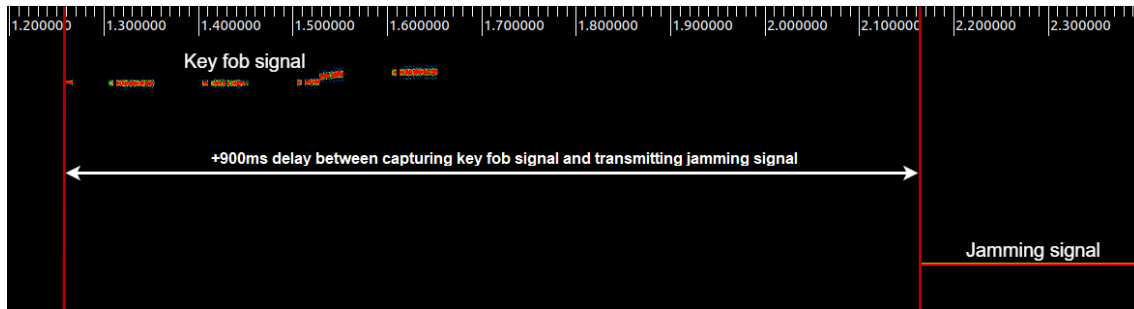 1.200000 1.300000 1.400000 1.500000 1.600000 1.700000 1.800000 1.900000 2.000000 2.100000 2.200000 2.300000
Key fob signal
+900ms delay between capturing key fob signal and transmitting jamming signal
Jamming signal